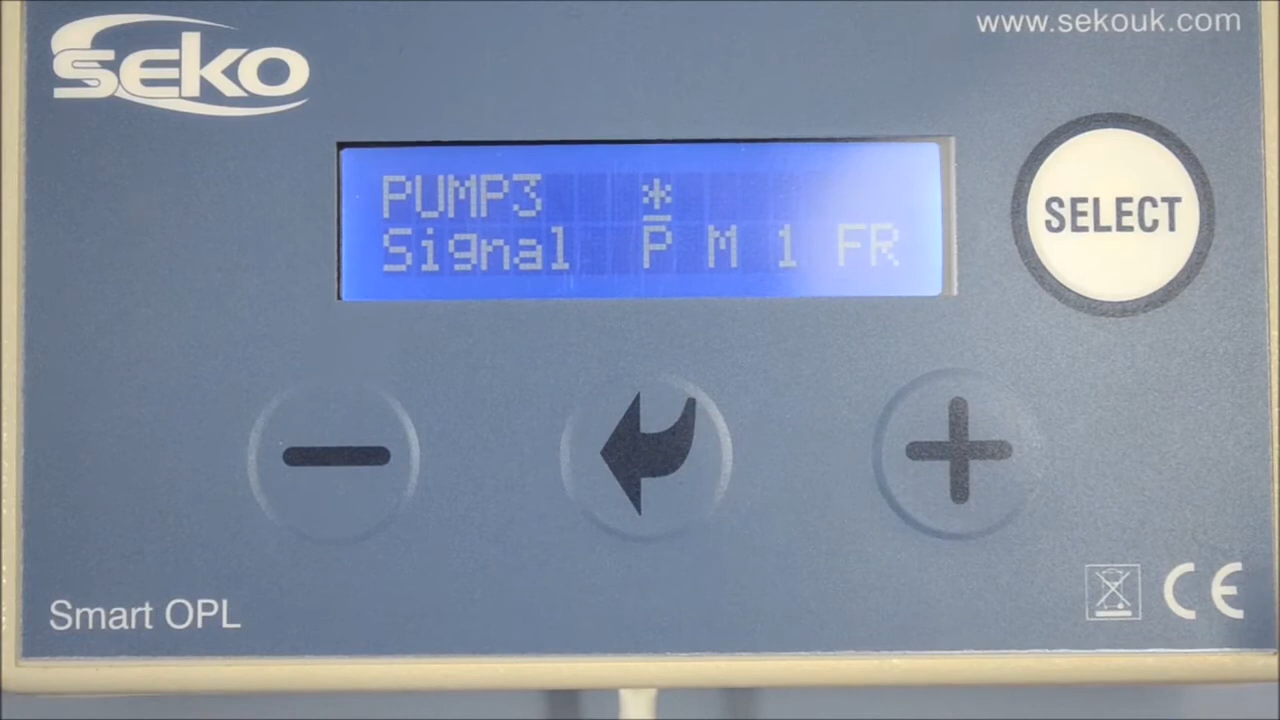 seko
www.sekouk.com
PUMP3 *
Signal P M 1 FR
SELECT
Smart OPL
CE